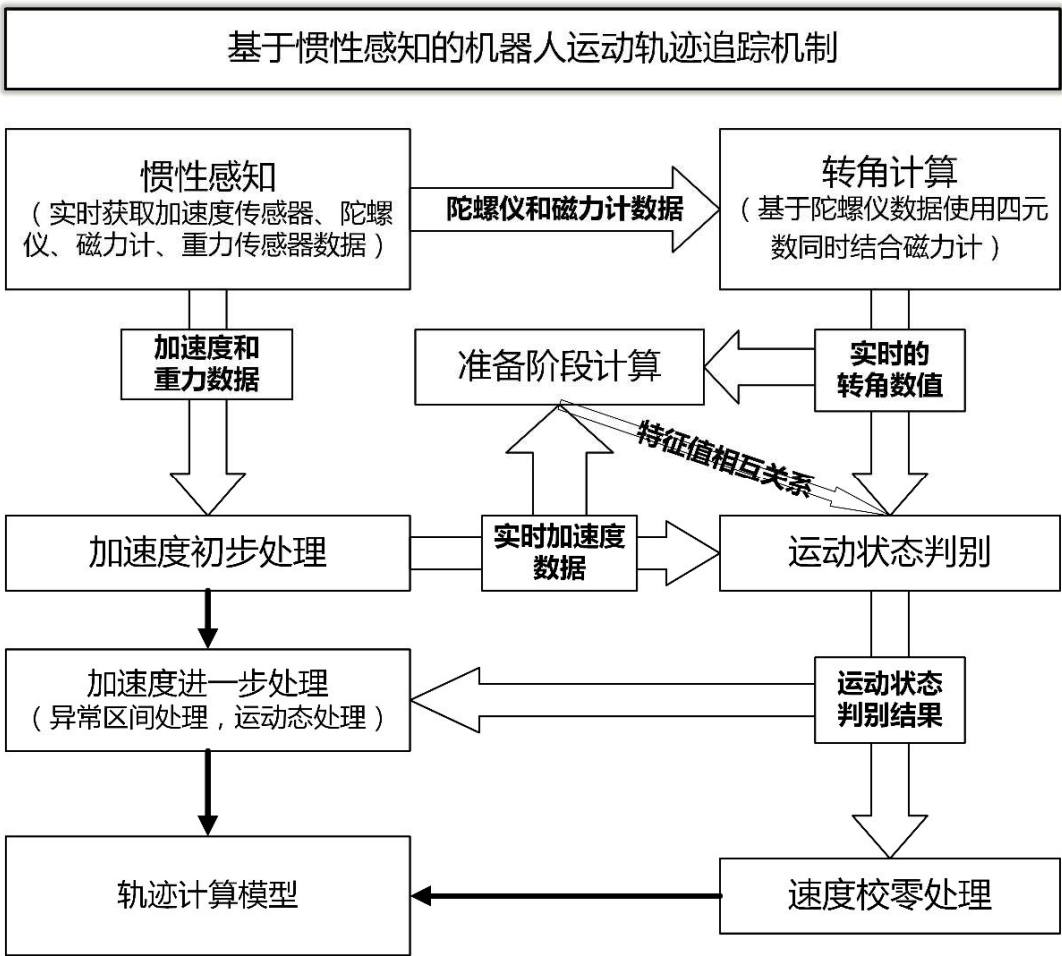 基于惯性感知的机器人运动轨迹追踪机制
惯性感知
（实时获取加速度传感器、陀螺
仪、磁力计、重力传感器数据）
陀螺仪和磁力计数据
转角计算
（基于陀螺仪数据使用四元
数同时结合磁力计）
加速度和
重力数据
准备阶段计算
实时的
转角数值
特征值相互关系
加速度初步处理
实时加速度
数据
运动状态判别
加速度进一步处理
（异常区间处理，运动态处理）
运动状态
判别结果
轨迹计算模型
速度校零处理